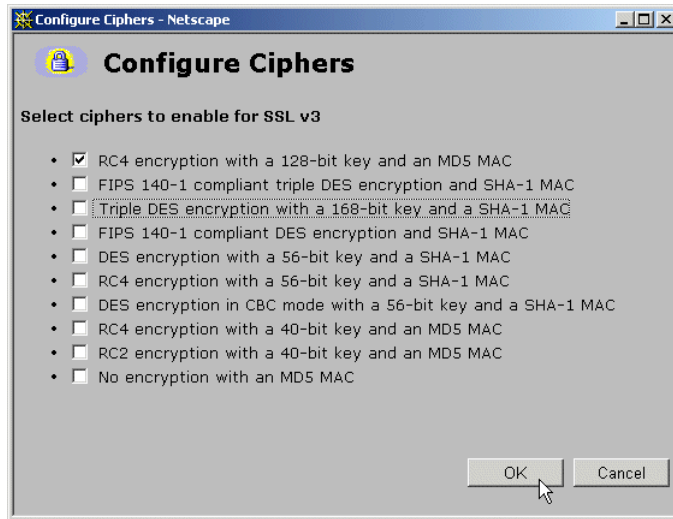 Configure Ciphers - Netscape
Configure Ciphers
Select ciphers to enable for SSL v3
• RC4 encryption with a 128-bit key and an MD5 MAC
• FIPS 140-1 compliant triple DES encryption and SHA-1 MAC
• Triple DES encryption with a 168-bit key and a SHA-1 MAC
• FIPS 140-1 compliant DES encryption and SHA-1 MAC
• DES encryption with a 56-bit key and a SHA-1 MAC
• RC4 encryption with a 56-bit key and a SHA-1 MAC
• DES encryption in CBC mode with a 56-bit key and a SHA-1 MAC
• RC4 encryption with a 40-bit key and an MD5 MAC
• RC2 encryption with a 40-bit key and an MD5 MAC
• No encryption with an MD5 MAC
OK Cancel